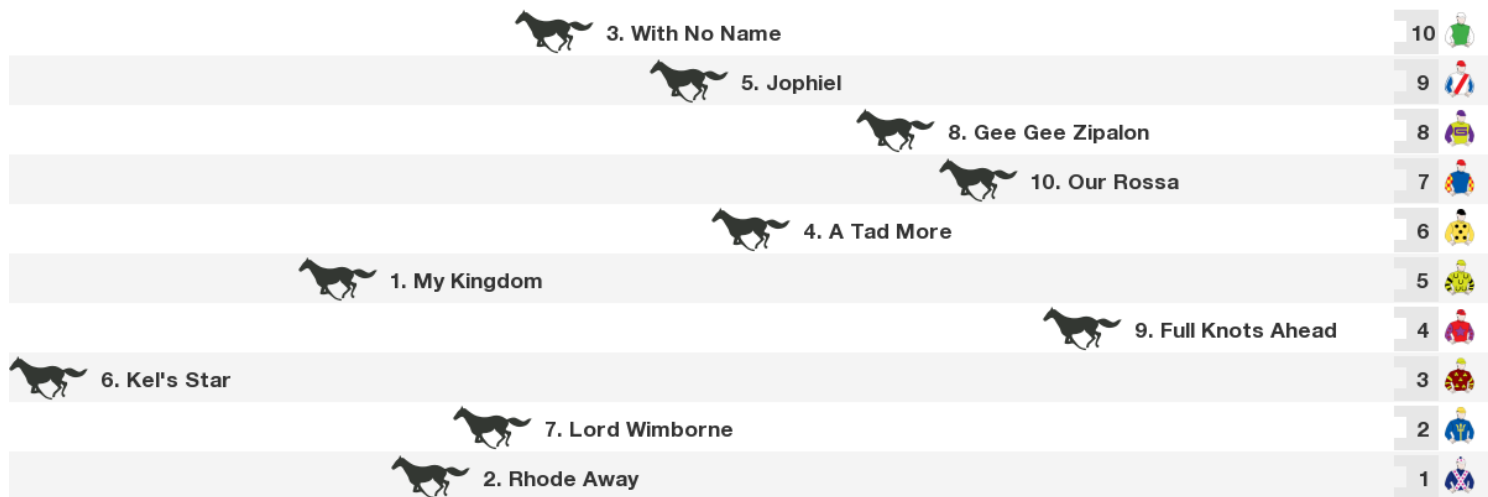 3. With No Name 10
5. Jophiel 9
8. Gee Gee Zipalon 8
10. Our Rossa 7
4. A Tad More 6
1. My Kingdom 5
9. Full Knots Ahead 4
6. Kel's Star 3
7. Lord Wimborne 2
2. Rhode Away 1